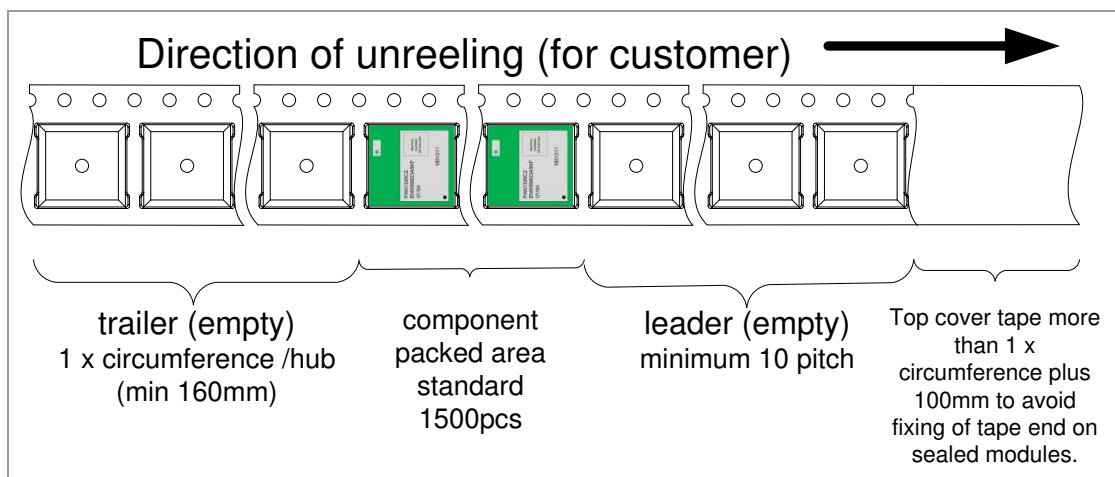 Direction of unreeling (for customer)
trailer (empty)
1 x circumference /hub
(min 160mm)
component
packed area
standard
1500pcs
leader (empty)
minimum 10 pitch
Top cover tape more
than 1 x
circumference plus
100mm to avoid
fixing of tape end on
sealed modules.